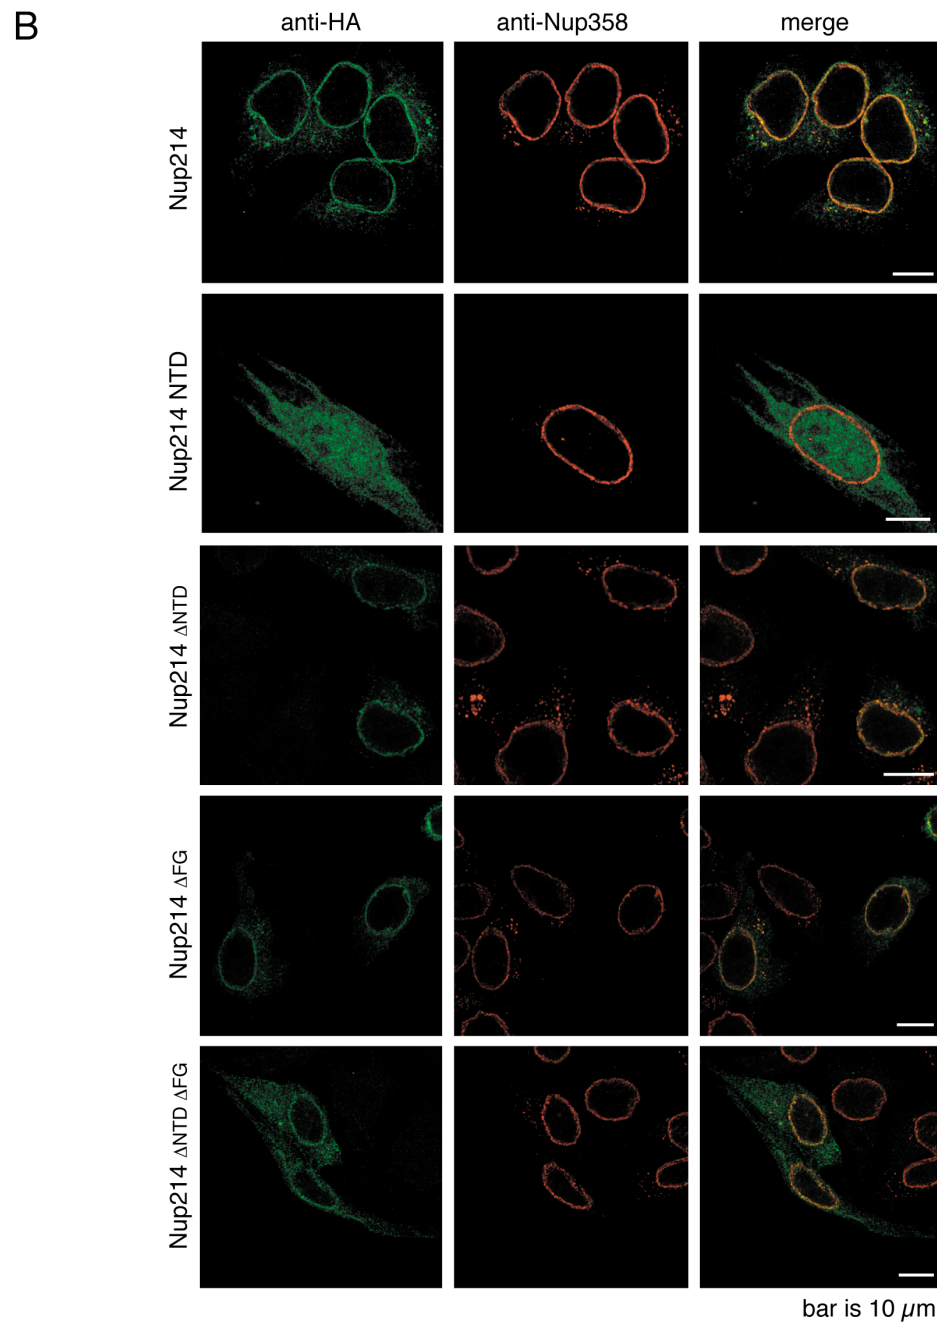 B
anti-HA
anti-Nup358
merge
Nup214
Nup214 NTD
Nup214 ΔNTD
Nup214 ΔFG
Nup214 ΔNTD ΔFG
bar is 10 µm